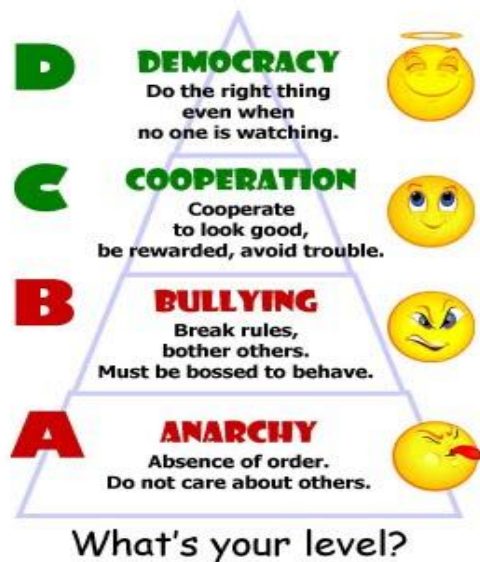 D
DEMOCRACY
Do the right thing
even when
no one is watching.
C
COOPERATION
Cooperate
to look good,
be rewarded, avoid trouble.
B
BULLYING
Break rules,
bother others.
Must be bossed to behave.
A
ANARCHY
Absence of order.
Do not care about others.
What's your level?